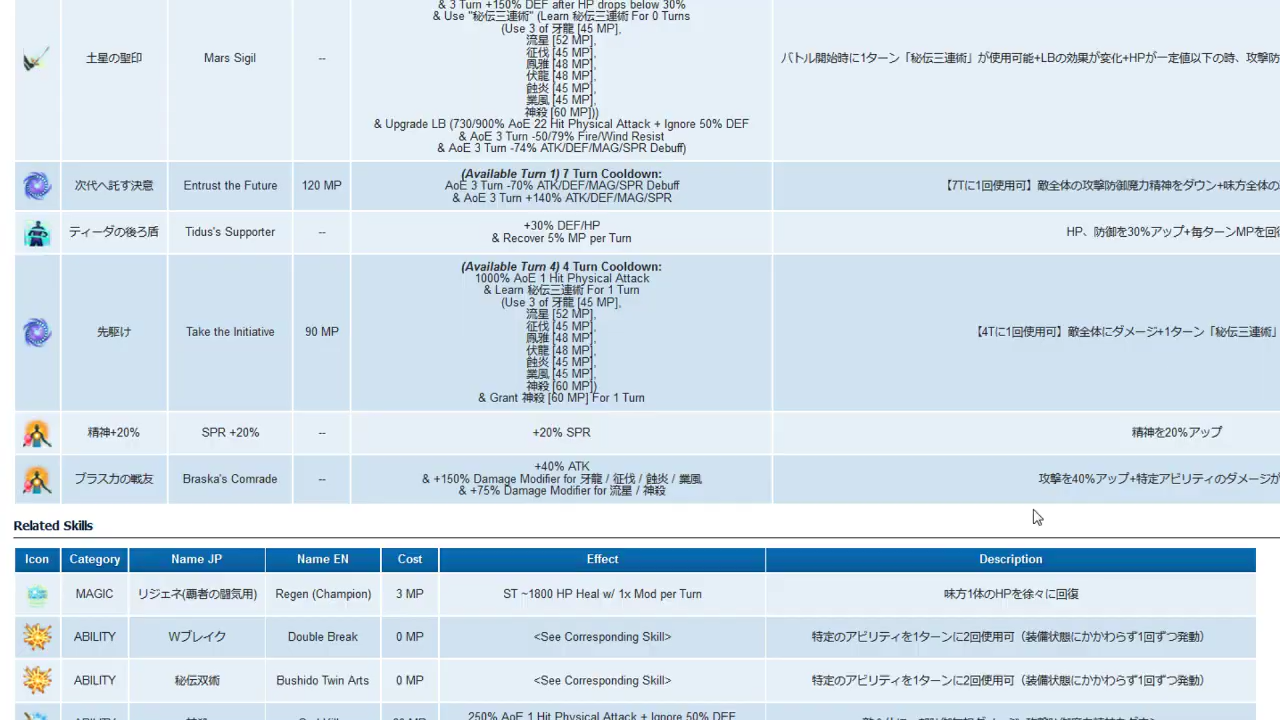 & 3 Turn +150% DEF after HP drops below 30%
& Use "秘伝三連術" (Learn 秘伝三連術 For 0 Turns
(Use 3 of 牙龍 [45 MP],
流星 [52 MP],
征伐 [45 MP],
鳳雅 [48 MP],
伏龍 [48 MP],
蝕炎 [45 MP],
業風 [45 MP],
神殺 [60 MP]))
& Upgrade LB (730/900% AoE 22 Hit Physical Attack + Ignore 50% DEF
& AoE 3 Turn -50/79% Fire/Wind Resist
& AoE 3 Turn -74% ATK/DEF/MAG/SPR Debuff)
土星の聖印
Mars Sigil
--
バトル開始時に1ターン「秘伝三連術」が使用可能+LBの効果が変化+HPが一定値以下の時、攻撃防
次代へ託す決意
Entrust the Future
120 MP
(Available Turn 1) 7 Turn Cooldown:
AoE 3 Turn -70% ATK/DEF/MAG/SPR Debuff
& AoE 3 Turn +140% ATK/DEF/MAG/SPR
【7Tに1回使用可】敵全体の攻撃防御魔力精神をダウン+味方全体の
ティーダの後ろ盾
Tidus's Supporter
--
+30% DEF/HP
& Recover 5% MP per Turn
HP、防御を30%アップ+毎ターンMPを回復
先駆け
Take the Initiative
90 MP
(Available Turn 4) 4 Turn Cooldown:
1000% AoE 1 Hit Physical Attack
& Learn 秘伝三連術 For 1 Turn
(Use 3 of 牙龍 [45 MP],
流星 [52 MP],
征伐 [45 MP],
鳳雅 [48 MP],
伏龍 [48 MP],
蝕炎 [45 MP],
業風 [45 MP],
神殺 [60 MP])
& Grant 神殺 [60 MP] For 1 Turn
【4Tに1回使用可】敵全体にダメージ+1ターン「秘伝三連術」
精神+20%
SPR +20%
--
+20% SPR
精神を20%アップ
ブラスカの戦友
Braska's Comrade
--
+40% ATK
& +150% Damage Modifier for 牙龍 / 征伐 / 蝕炎 / 業風
& +75% Damage Modifier for 流星 / 神殺
攻撃を40%アップ+特定アビリティのダメージが
Related Skills
Icon Category Name JP Name EN Cost Effect Description
MAGIC リジェネ(覇者の闘気用) Regen (Champion) 3 MP ST ~1800 HP Heal w/ 1x Mod per Turn 味方1体のHPを徐々に回復
ABILITY Wブレイク Double Break 0 MP <See Corresponding Skill> 特定のアビリティを1ターンに2回使用可（装備状態にかかわらず1回ずつ発動）
ABILITY 秘伝双術 Bushido Twin Arts 0 MP <See Corresponding Skill> 特定のアビリティを1ターンに2回使用可（装備状態にかかわらず1回ずつ発動）
250% AoE 1 Hit Physical Attack + Ignore 50% DEF